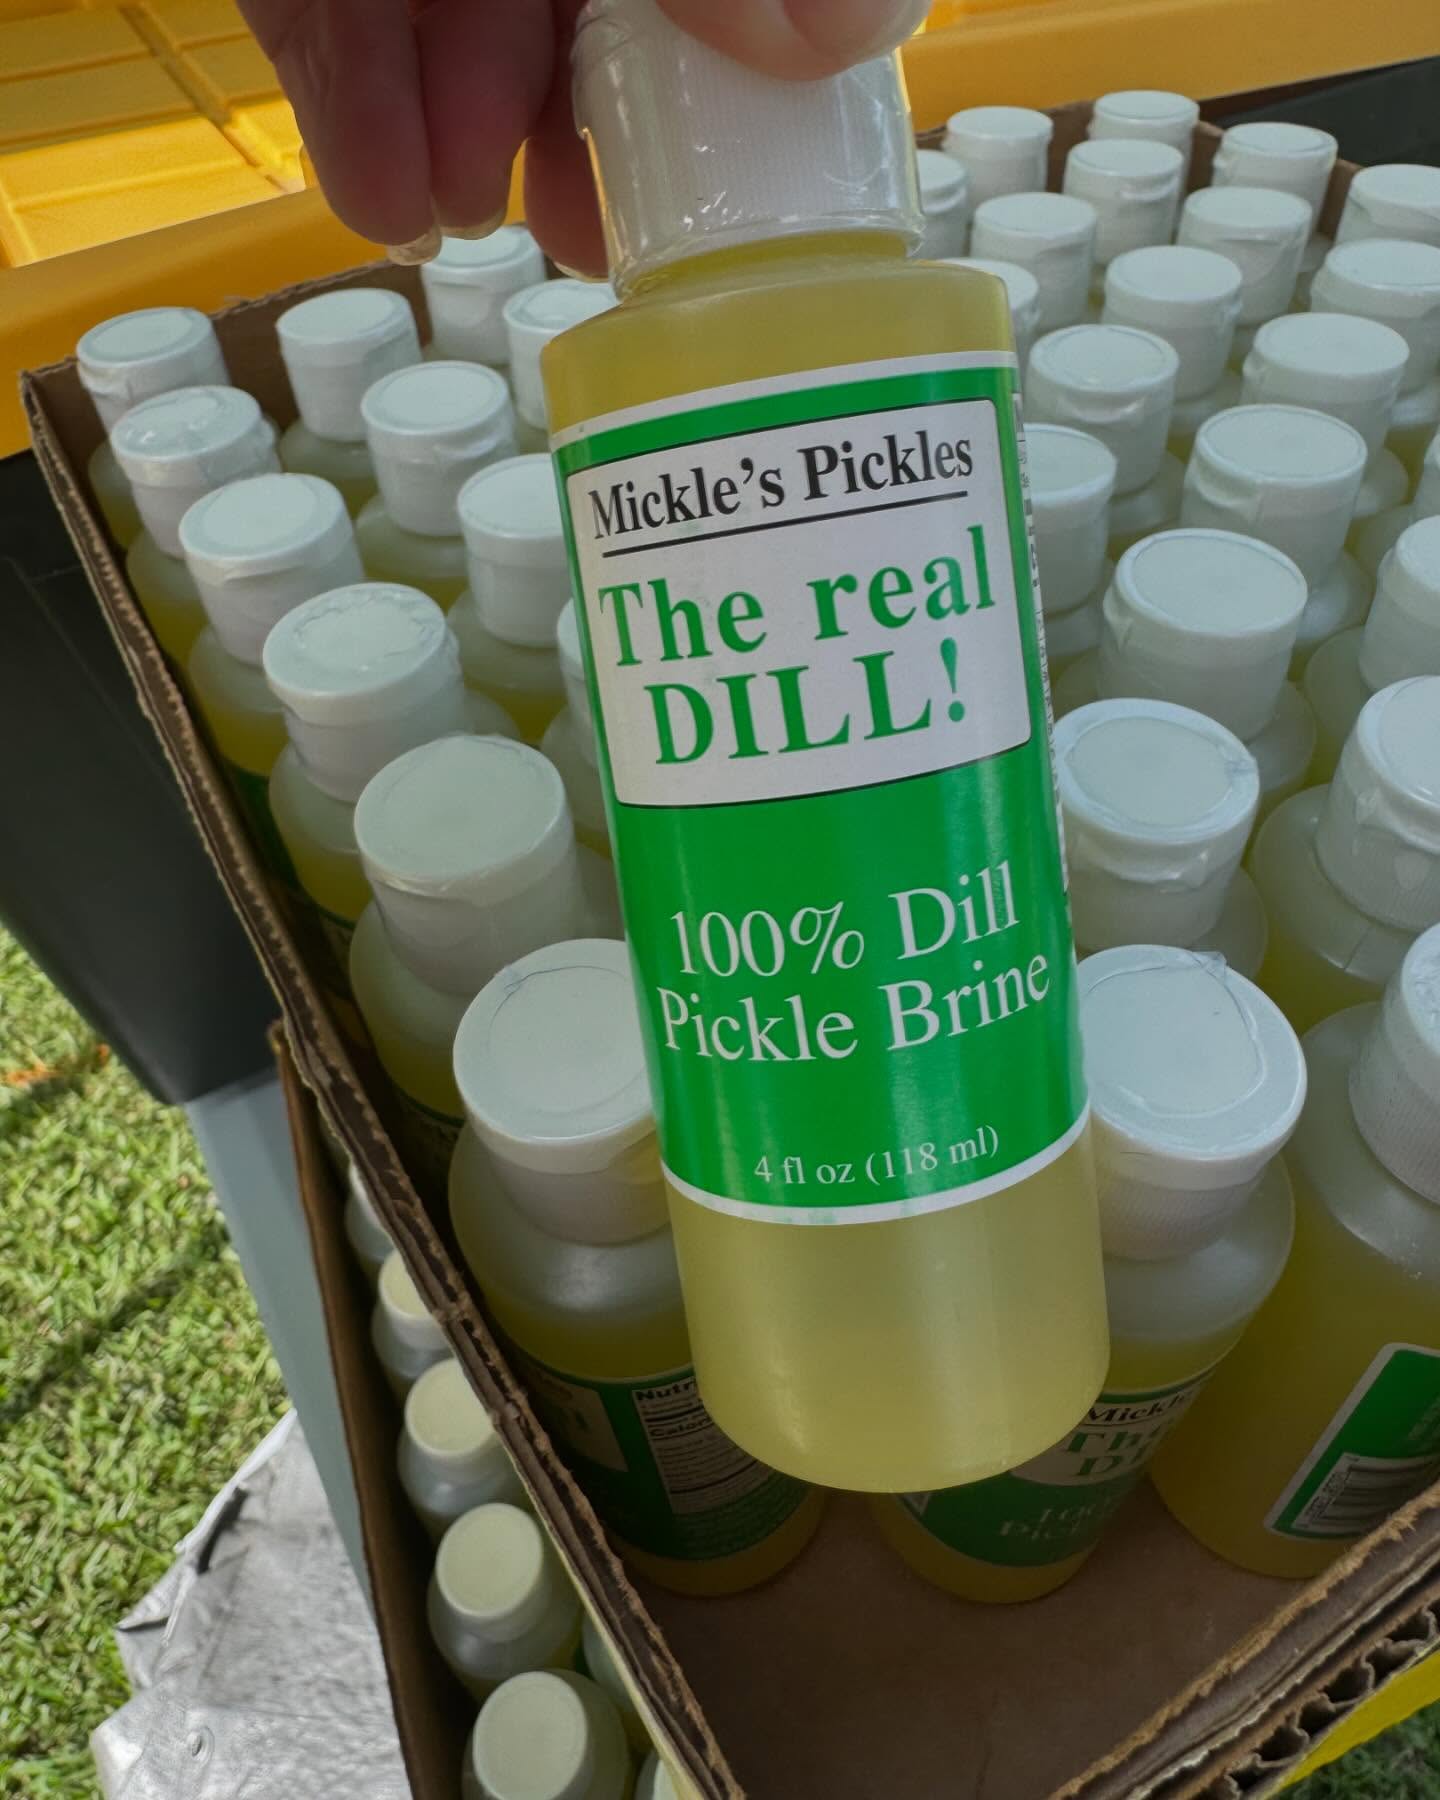 Mickle's Pickles
The real
DILL!
100% Dill
Pickle Brine
4 fl oz (118 ml)